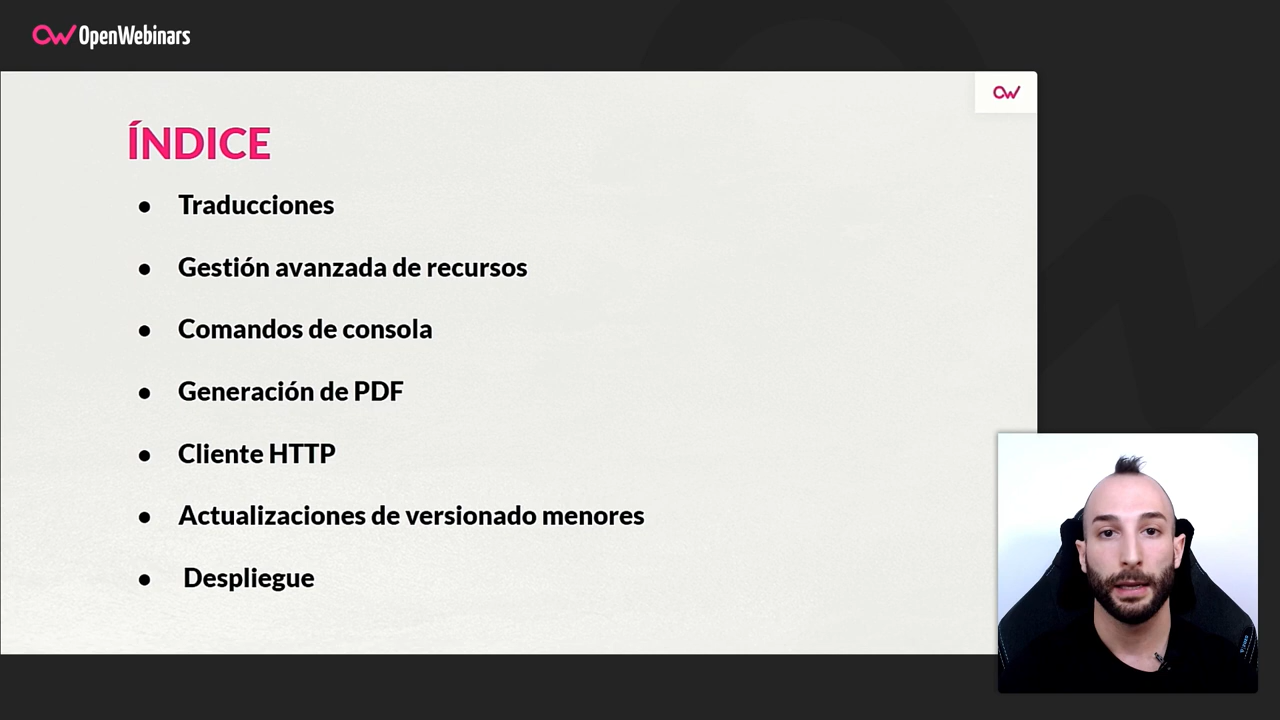 OpenWebinars
ÍNDICE
● Traducciones
● Gestión avanzada de recursos
● Comandos de consola
● Generación de PDF
● Cliente HTTP
● Actualizaciones de versionado menores
● Despliegue